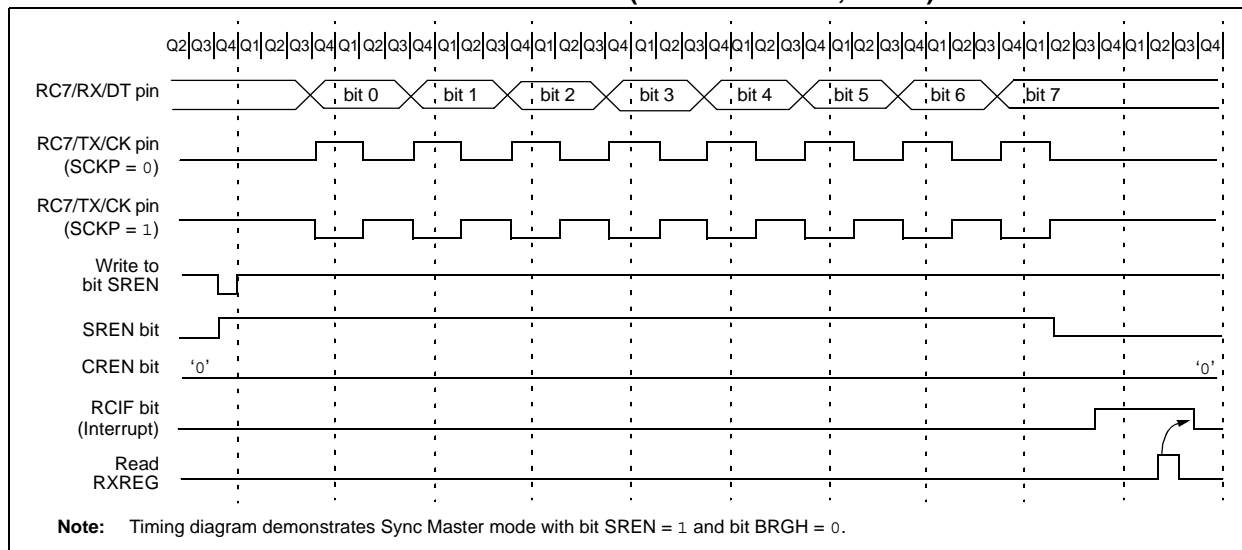 Q2 Q3 Q4 Q1 Q2 Q3 Q4 Q1 Q2 Q3 Q4 Q1 Q2 Q3 Q4 Q1 Q2 Q3 Q4 Q1 Q2 Q3 Q4 Q1 Q2 Q3 Q4 Q1 Q2 Q3 Q4 Q1 Q2 Q3 Q4 Q1 Q2 Q3 Q4 Q1 Q2 Q3 Q4
RC7/RX/DT pin
bit 0 bit 1 bit 2 bit 3 bit 4 bit 5 bit 6 bit 7
RC7/TX/CK pin
(SCKP = 0)
RC7/TX/CK pin
(SCKP = 1)
Write to
bit SREN
SREN bit
CREN bit ‘0’ ‘0’
RCIF bit
(Interrupt)
Read
RXREG
Note: Timing diagram demonstrates Sync Master mode with bit SREN = 1 and bit BRGH = 0.